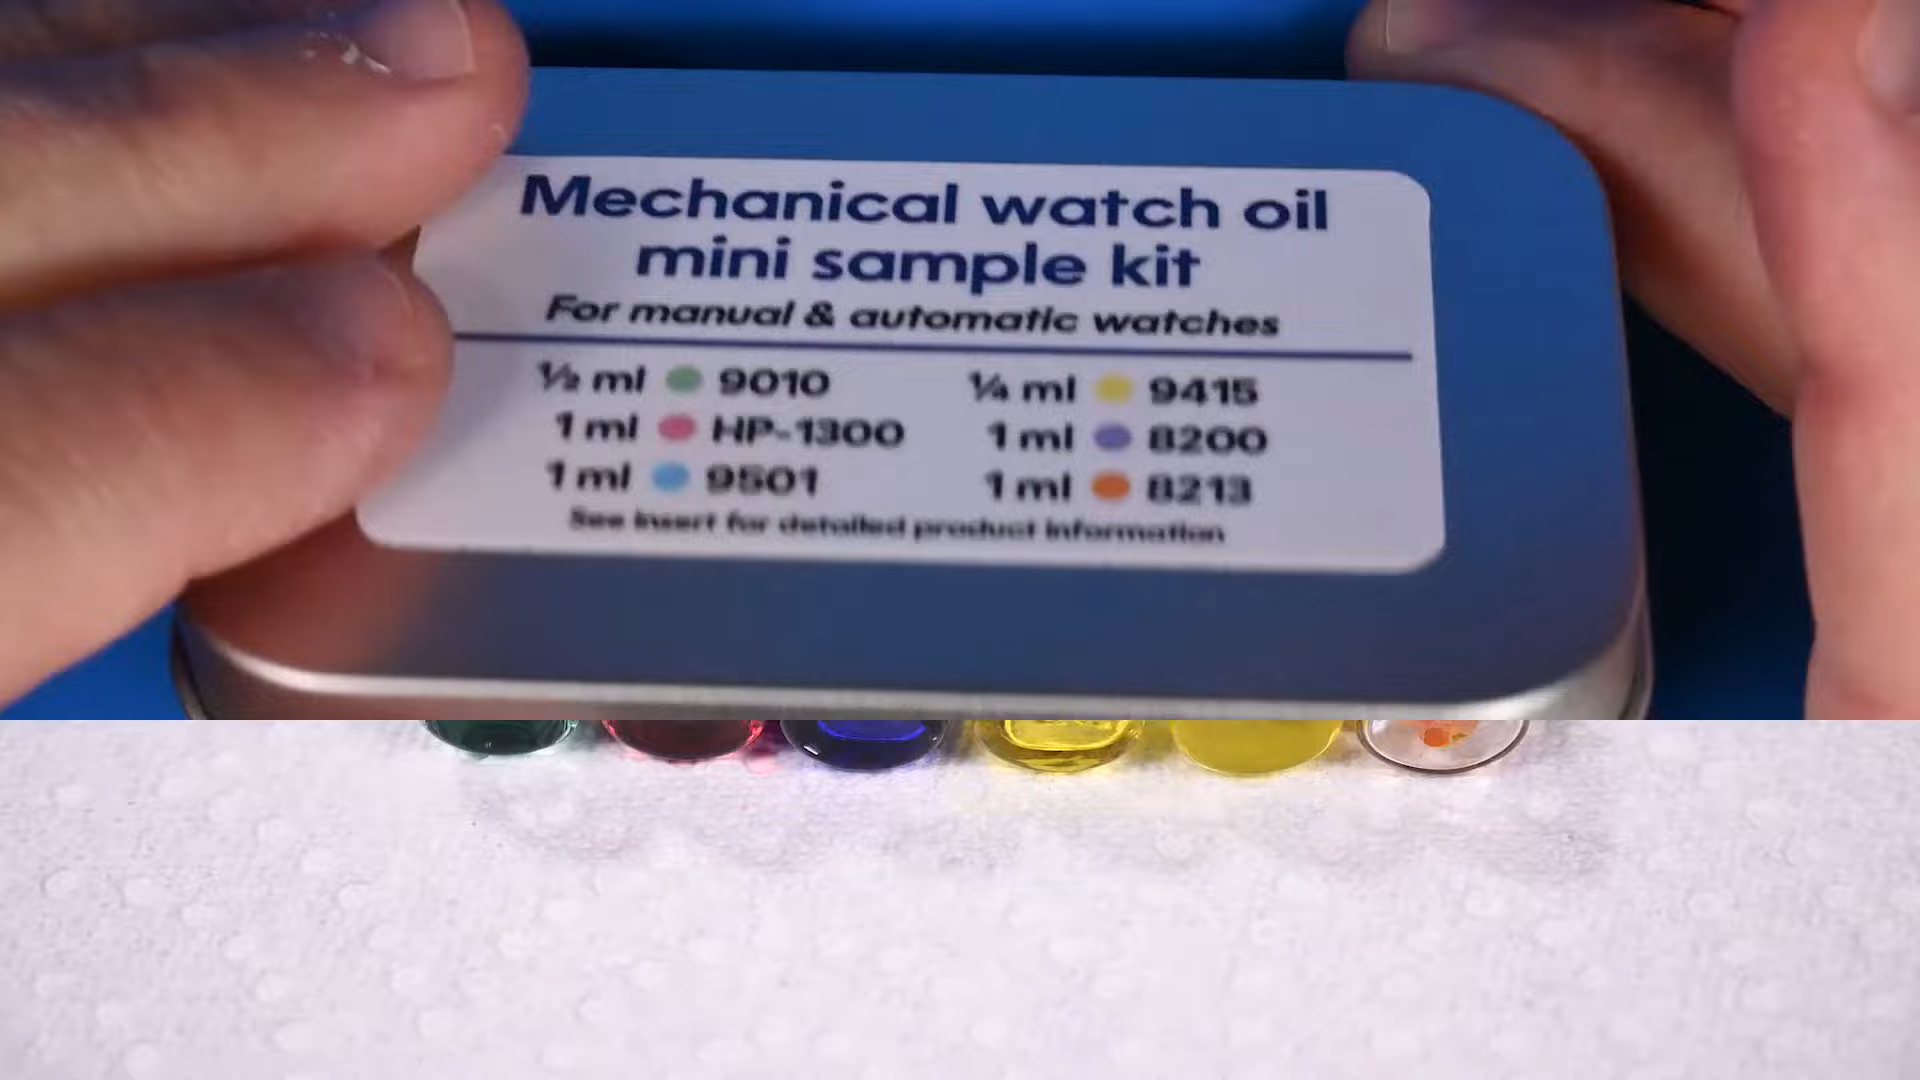 Mechanical watch oil
mini sample kit
For manual & automatic watches
½ ml 9010 ¼ ml 9415
1 ml HP-1300 1 ml 8200
1 ml 9501 1 ml 8213
See insert for detailed product information